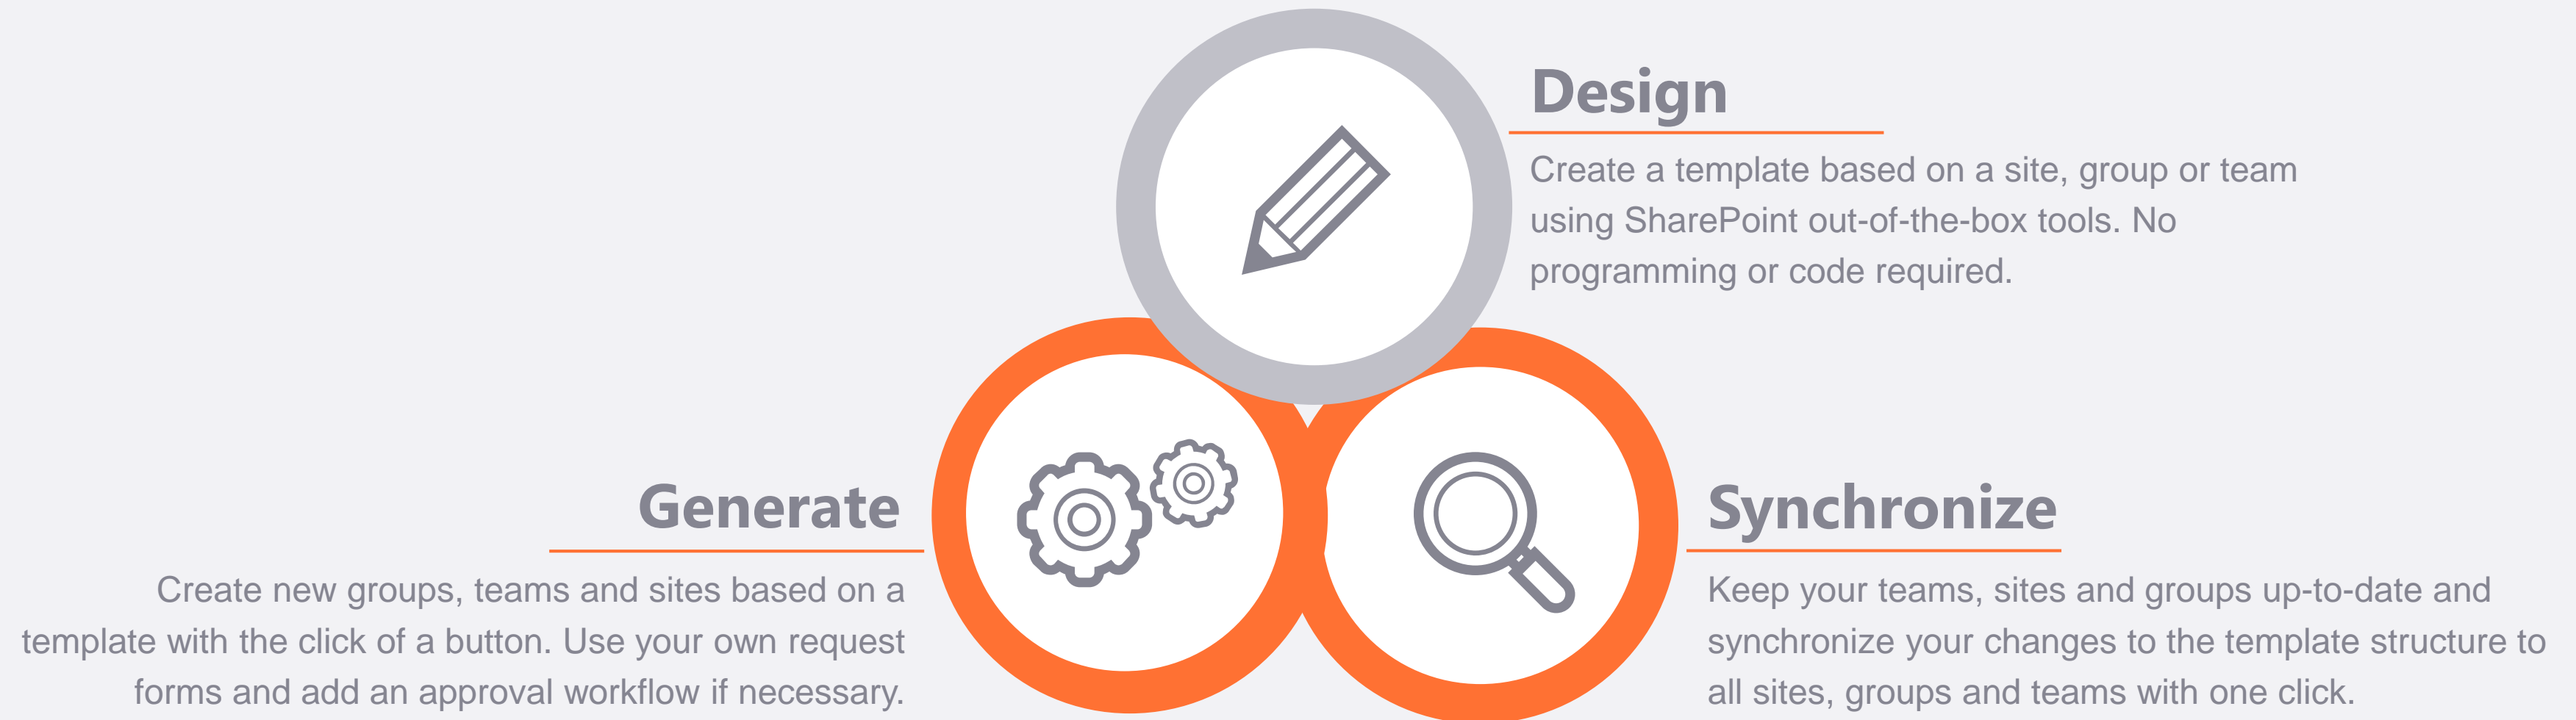 Design
Create a template based on a site, group or team
using SharePoint out-of-the-box tools. No
programming or code required.
Generate
Create new groups, teams and sites based on a
template with the click of a button. Use your own request
forms and add an approval workflow if necessary.
Synchronize
Keep your teams, sites and groups up-to-date and
synchronize your changes to the template structure to
all sites, groups and teams with one click.